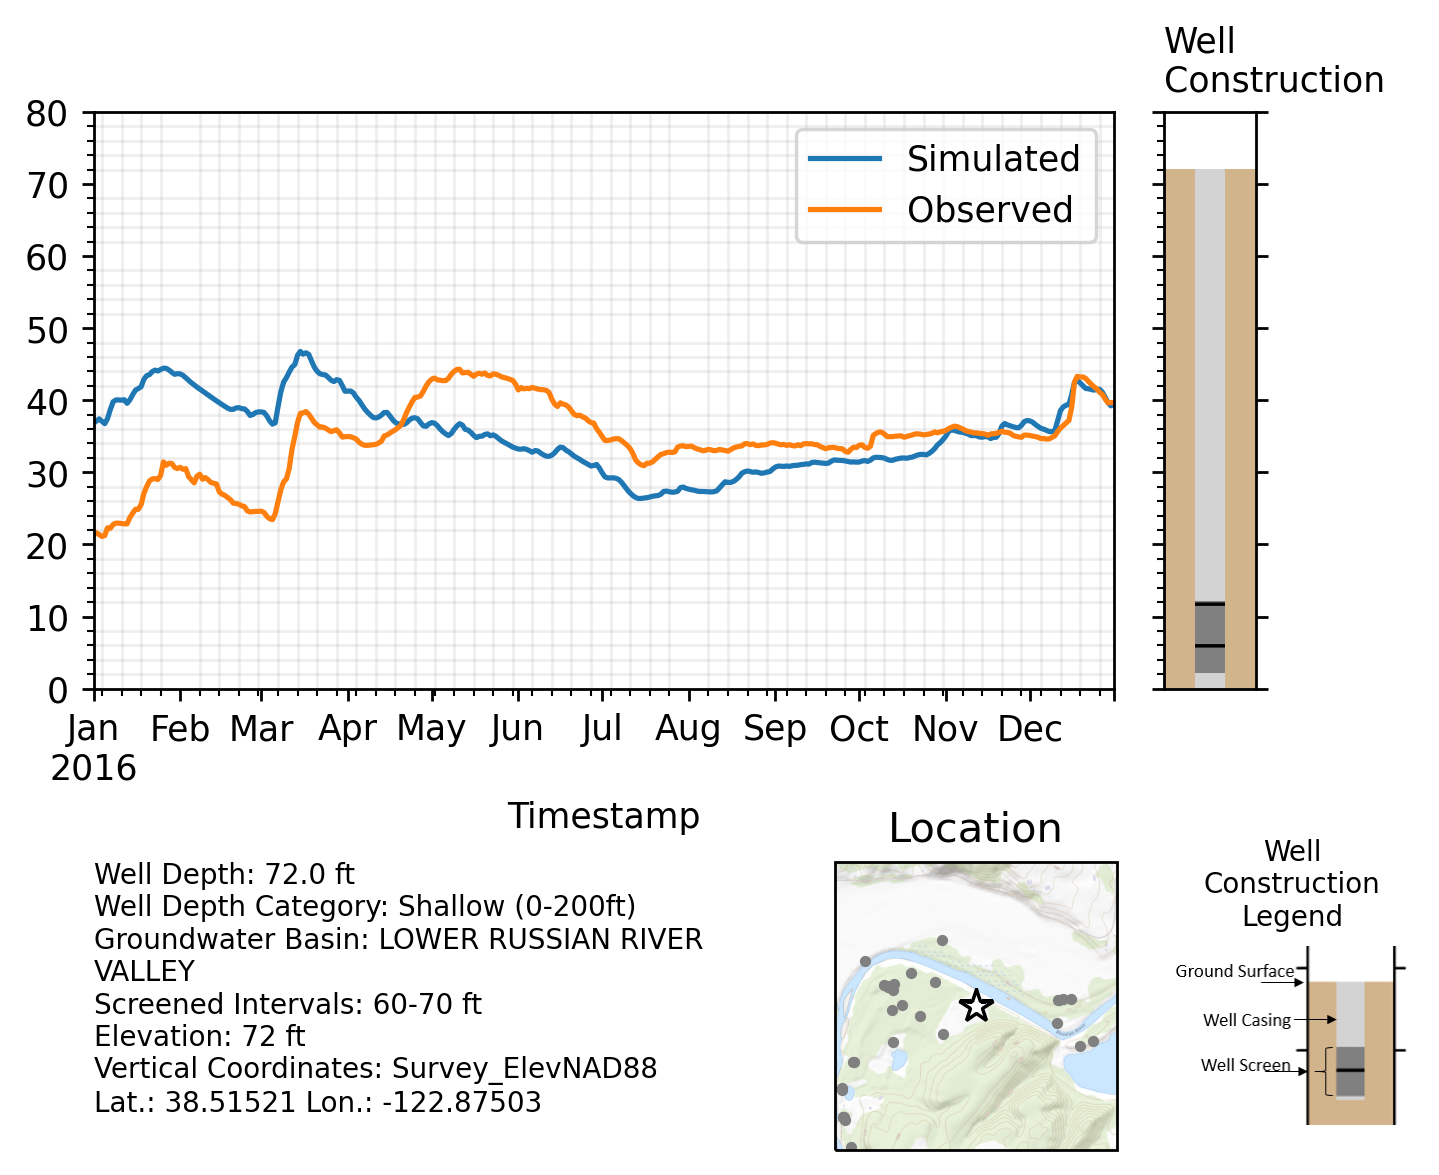 Well
Construction
80
70
60
50
40
30
20
10
0
Simulated
Observed
Jan Feb Mar Apr May Jun Jul Aug Sep Oct Nov Dec
2016
Timestamp
Well Depth: 72.0 ft
Well Depth Category: Shallow (0-200ft)
Groundwater Basin: LOWER RUSSIAN RIVER
VALLEY
Screened Intervals: 60-70 ft
Elevation: 72 ft
Vertical Coordinates: Survey_ElevNAD88
Lat.: 38.51521 Lon.: -122.87503
Location
Well
Construction
Legend
Ground Surface
Well Casing
Well Screen